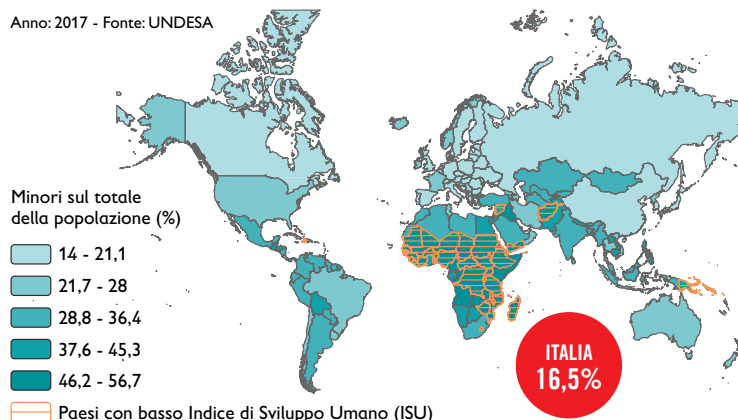 Anno: 2017 - Fonte: UNDESA
Minori sul totale
della popolazione (%)
14 - 21,1
21,7 - 28
28,8 - 36,4
37,6 - 45,3
46,2 - 56,7
Paesi con basso Indice di Sviluppo Umano (ISU)
ITALIA
16,5%